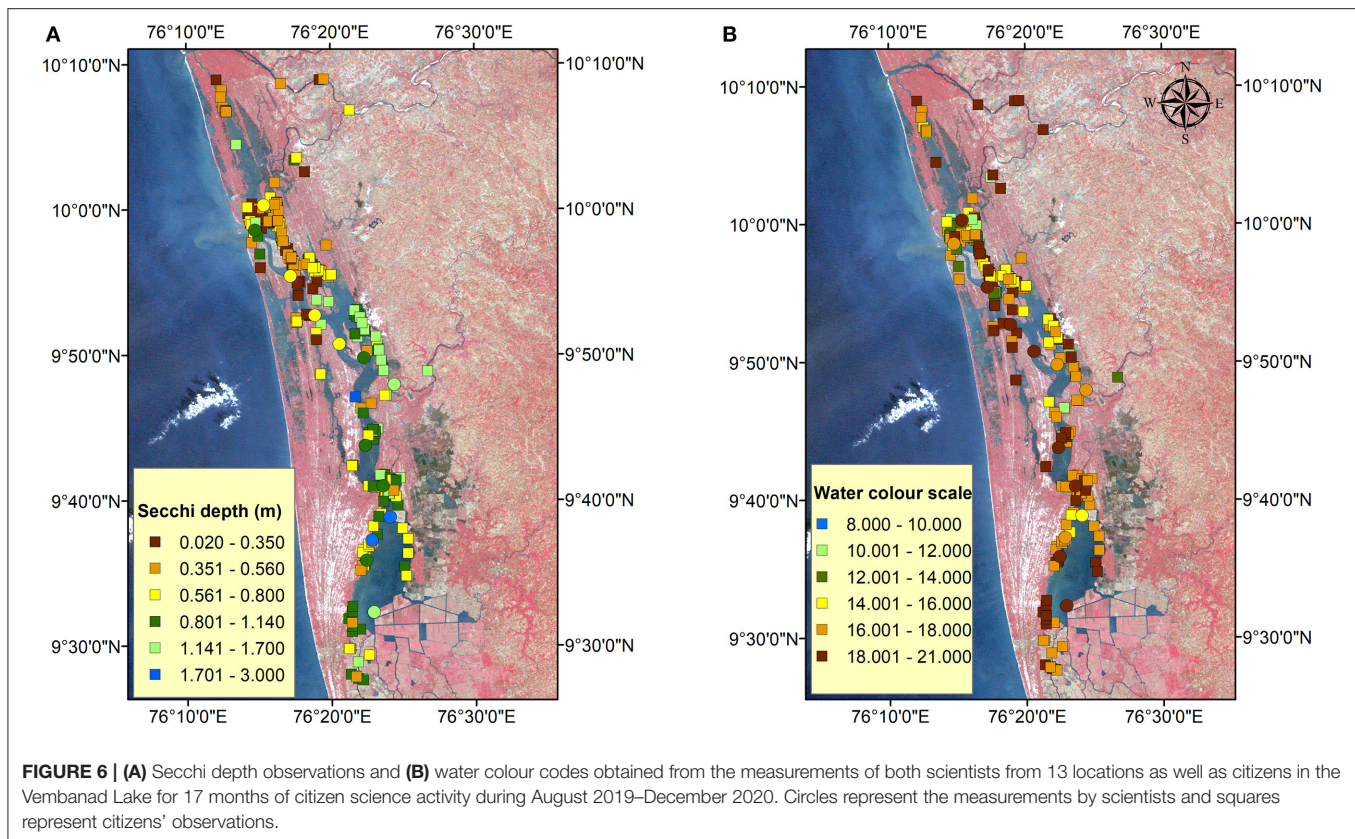 A
76°10'0"E 76°20'0"E 76°30'0"E
10°10'0"N
10°0'0"N
9°50'0"N
9°40'0"N
9°30'0"N
10°10'0"N
10°0'0"N
9°50'0"N
9°40'0"N
9°30'0"N
Secchi depth (m)
0.020 - 0.350
0.351 - 0.560
0.561 - 0.800
0.801 - 1.140
1.141 - 1.700
1.701 - 3.000
76°10'0"E 76°20'0"E 76°30'0"E
B
76°10'0"E 76°20'0"E 76°30'0"E
N
W E
S
10°10'0"N
10°0'0"N
9°50'0"N
9°40'0"N
9°30'0"N
10°10'0"N
10°0'0"N
9°50'0"N
9°40'0"N
9°30'0"N
Water colour scale
8.000 - 10.000
10.001 - 12.000
12.001 - 14.000
14.001 - 16.000
16.001 - 18.000
18.001 - 21.000
76°10'0"E 76°20'0"E 76°30'0"E
FIGURE 6 | (A) Secchi depth observations and (B) water colour codes obtained from the measurements of both scientists from 13 locations as well as citizens in the
Vembanad Lake for 17 months of citizen science activity during August 2019–December 2020. Circles represent the measurements by scientists and squares
represent citizens' observations.